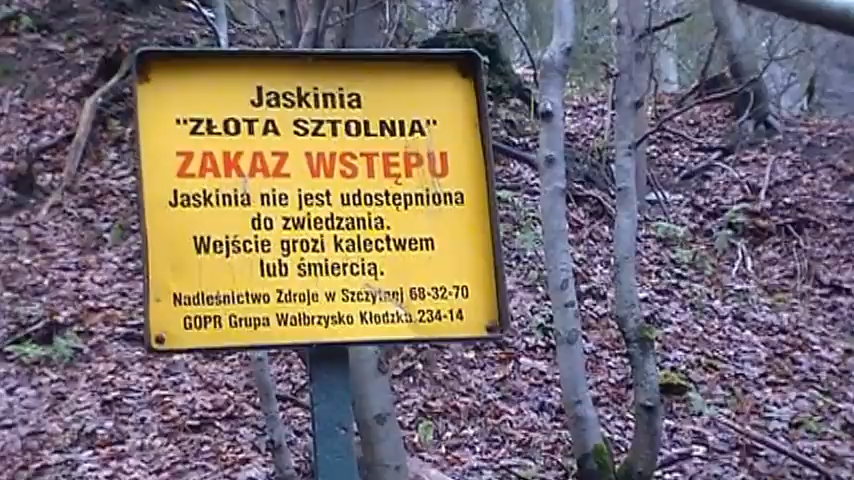 Jaskinia
"ZŁOTA SZTOLNIA"
ZAKAZ WSTĘPU
Jaskinia nie jest udostępniona
do zwiedzania.
Wejście grozi kalectwem
lub śmiercią.
Nadleśnictwo Zdroje w Szczytnej 68-32-70
GOPR Grupa Wałbrzysko Kłodzka 234-14